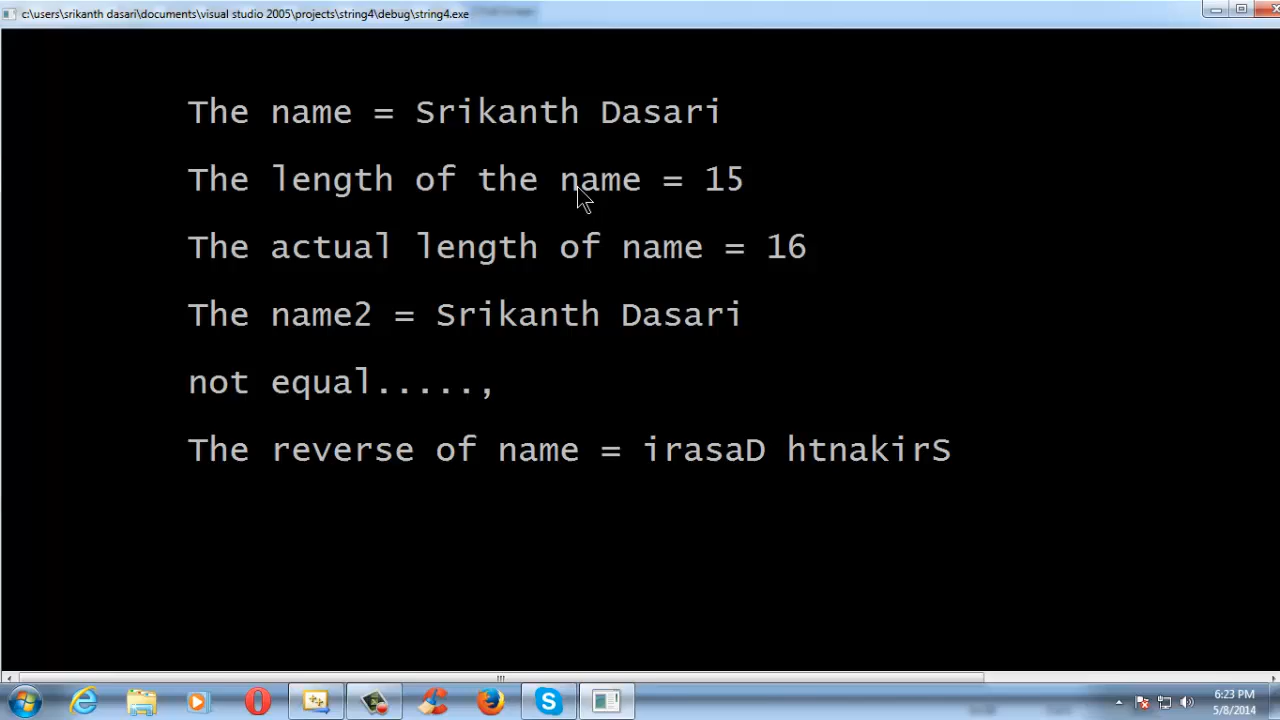 c:\users\srikanth dasari\documents\visual studio 2005\projects\string4\debug\string4.exe
The name = Srikanth Dasari
The length of the name = 15
The actual length of name = 16
The name2 = Srikanth Dasari
not equal.....,
The reverse of name = irasaD htnakirS
6:23 PM
5/8/2014